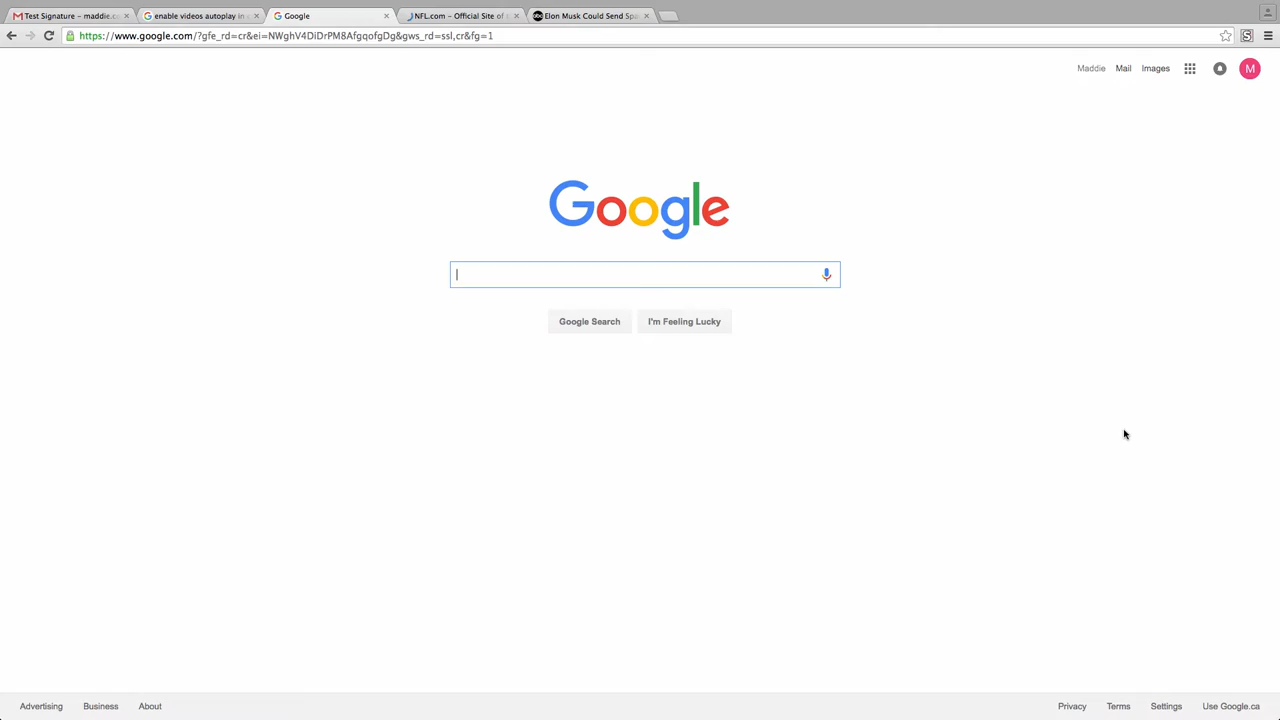 Test Signature – maddie.c
enable videos autoplay in
Google
NFL.com – Official Site of
Elon Musk Could Send Spa
https://www.google.com/?gfe_rd=cr&ei=NWghV4DiDrPM8AfgqofgDg&gws_rd=ssl,cr&fg=1
Maddie Mail Images M
Google
Google Search I'm Feeling Lucky
Advertising Business About Privacy Terms Settings Use Google.ca